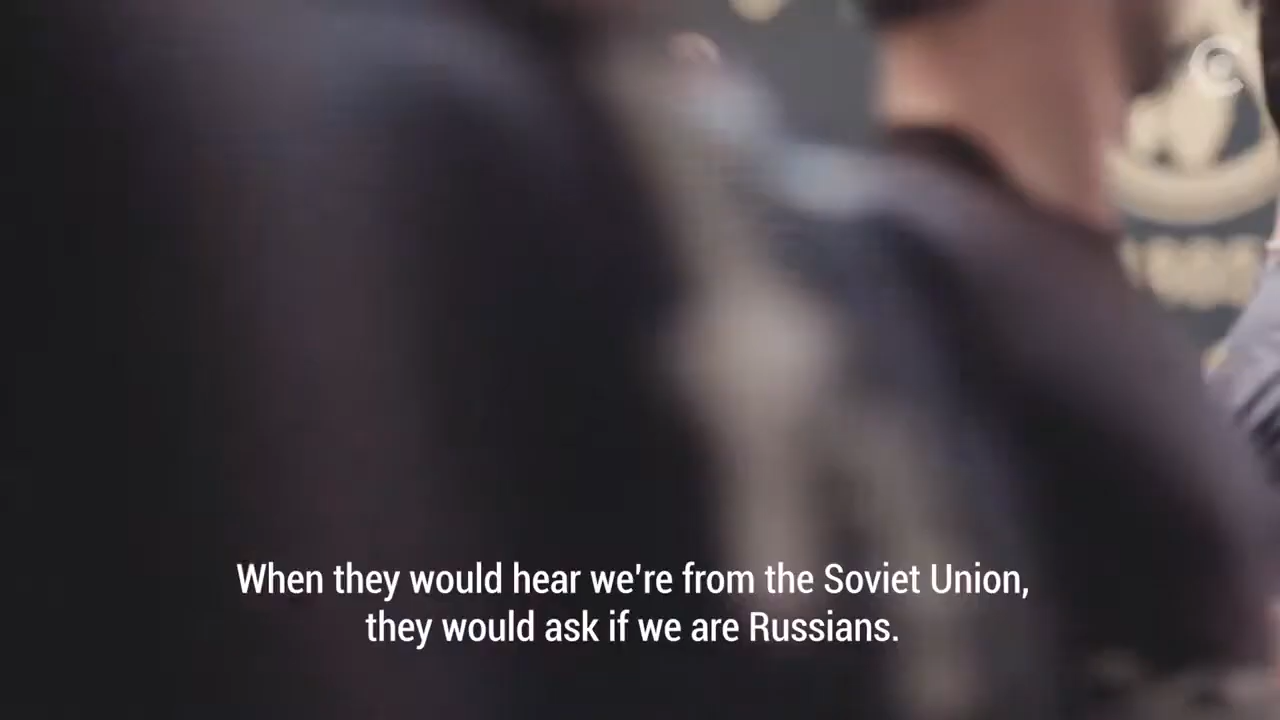 When they would hear we're from the Soviet Union,
they would ask if we are Russians.